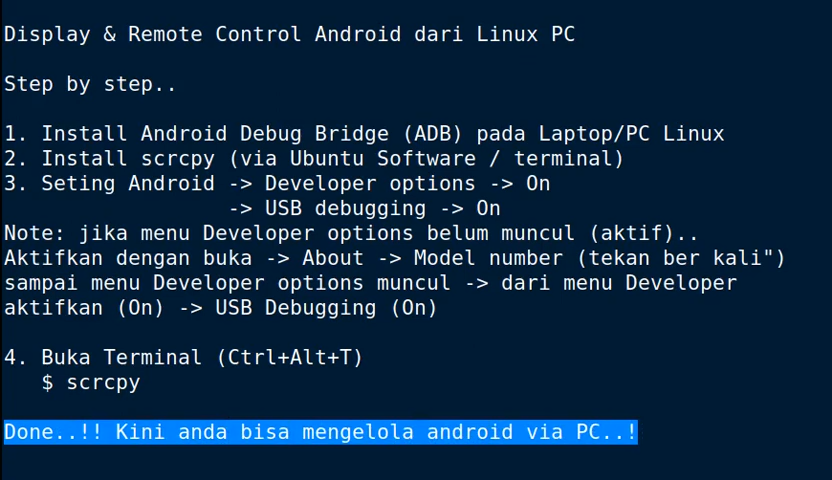 Display & Remote Control Android dari Linux PC
Step by step..
1. Install Android Debug Bridge (ADB) pada Laptop/PC Linux
2. Install scrcpy (via Ubuntu Software / terminal)
3. Seting Android -> Developer options -> On
-> USB debugging -> On
Note: jika menu Developer options belum muncul (aktif)..
Aktifkan dengan buka -> About -> Model number (tekan ber kali")
sampai menu Developer options muncul -> dari menu Developer
aktifkan (On) -> USB Debugging (On)
4. Buka Terminal (Ctrl+Alt+T)
$ scrcpy
Done..!! Kini anda bisa mengelola android via PC..!